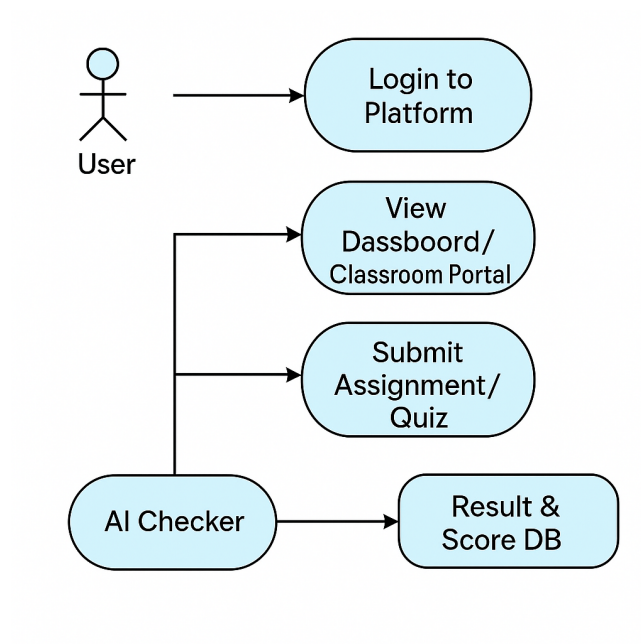 User
Login to
Platform
View
Dassboord/
Classroom Portal
Submit
Assignment/
Quiz
AI Checker
Result &
Score DB